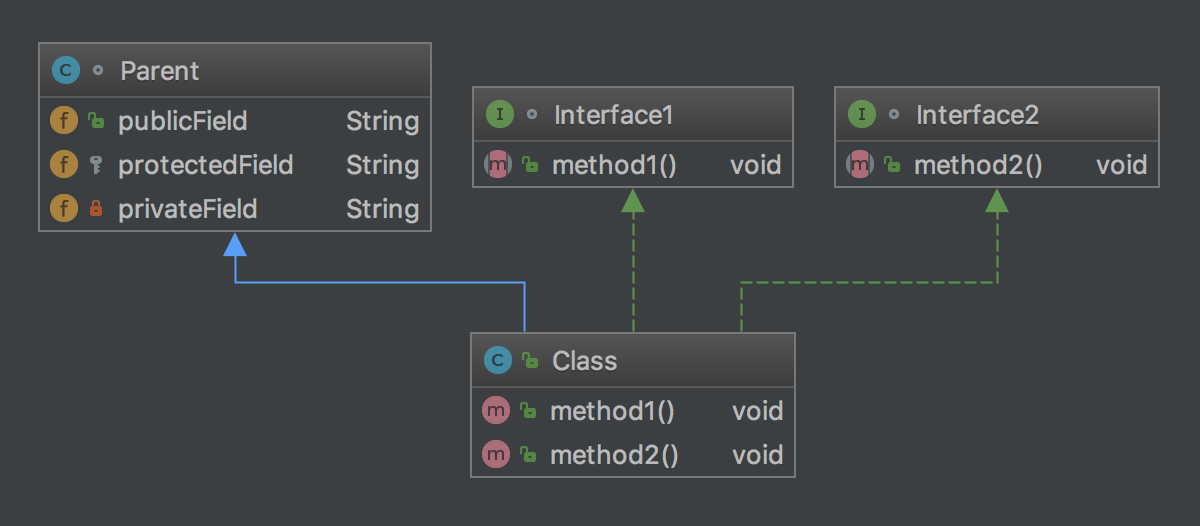 C Parent
f publicField String
f protectedField String
f privateField String
I Interface1
m method1() void
I Interface2
m method2() void
C Class
m method1() void
m method2() void